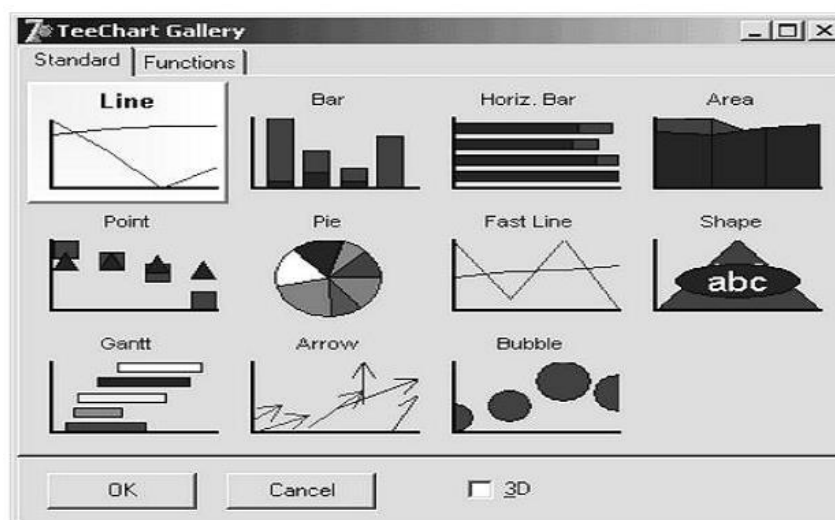 TeeChart Gallery
Standard Functions
Line Bar Horiz. Bar Area
Point Pie Fast Line Shape
abc
Gantt Arrow Bubble
OK Cancel 3D